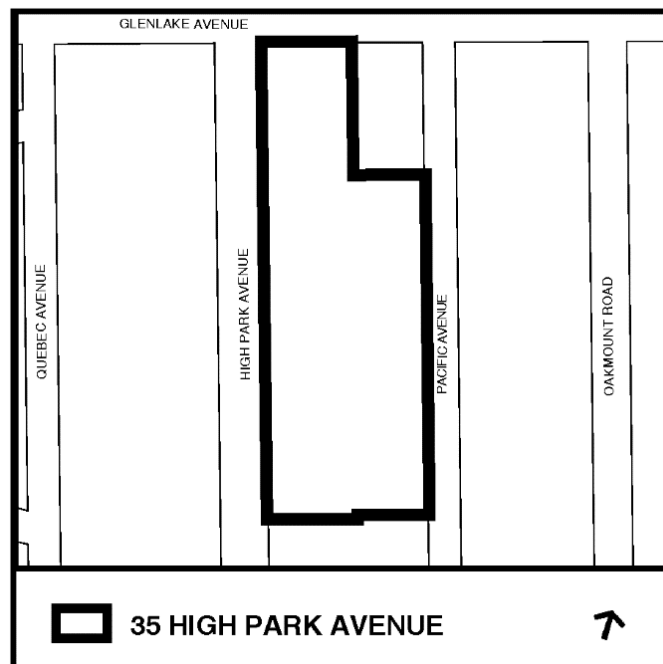 GLENLAKE AVENUE
QUEBEC AVENUE
HIGH PARK AVENUE
PACIFIC AVENUE
OAKMOUNT ROAD
35 HIGH PARK AVENUE